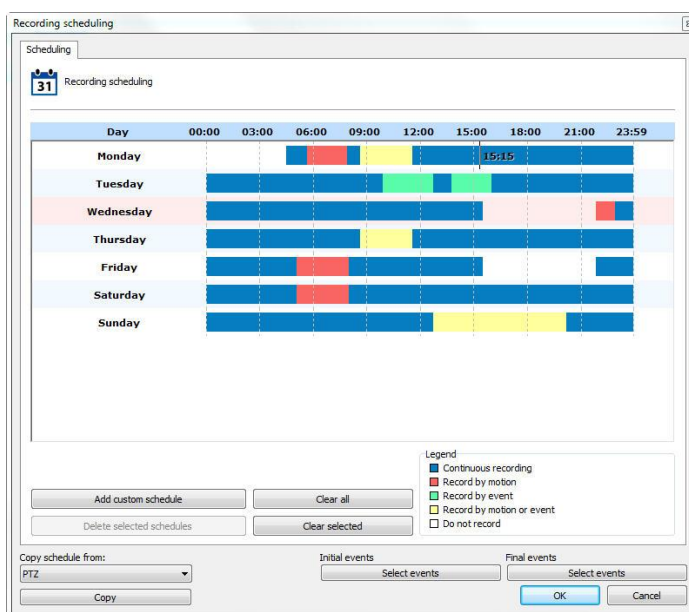 Recording scheduling
Scheduling
31 Recording scheduling
Day 00:00 03:00 06:00 09:00 12:00 15:00 18:00 21:00 23:59
Monday 15:15
Tuesday
Wednesday
Thursday
Friday
Saturday
Sunday
Legend
Continuous recording
Record by motion
Record by event
Record by motion or event
Do not record
Add custom schedule Clear all
Delete selected schedules Clear selected
Copy schedule from: Initial events Final events
PTZ Select events Select events
Copy OK Cancel